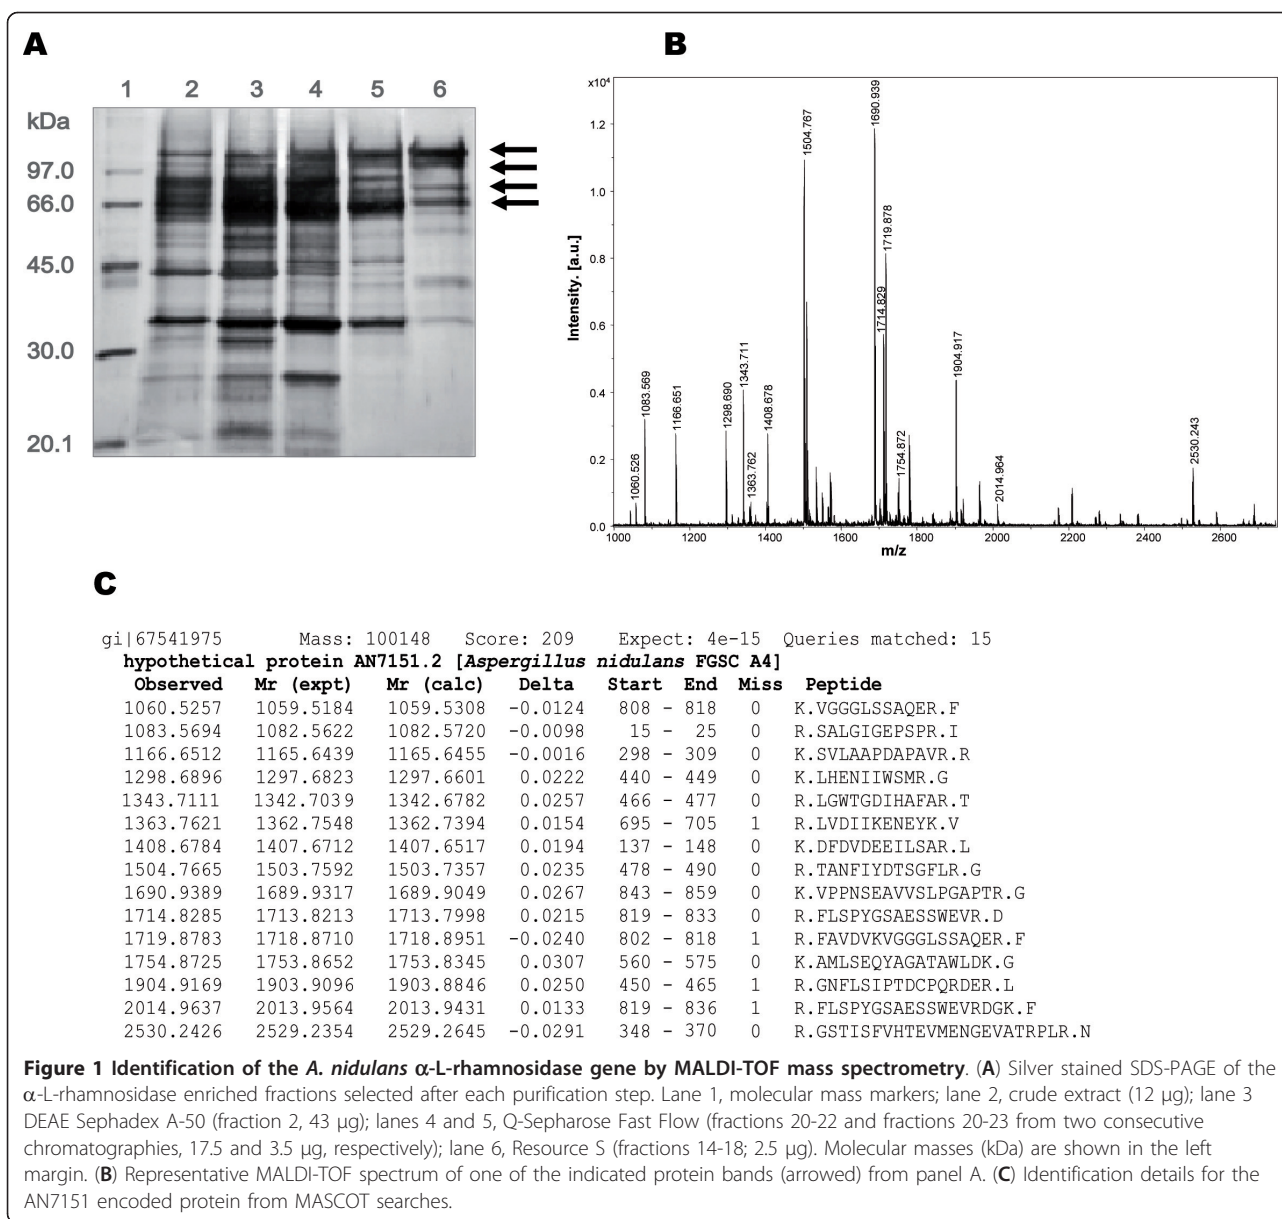 A
B
1 2 3 4 5 6
kDa
97.0
66.0
45.0
30.0
20.1
x10⁴
1.2
1.0
0.8
0.6
0.4
0.2
0.0
Intensity. [a.u.]
1060.526
1083.569
1166.651
1298.690
1343.711
1363.762
1408.678
1504.767
1690.939
1714.829
1719.878
1754.872
1904.917
2014.964
2530.243
1000 1200 1400 1600 1800 2000 2200 2400 2600
m/z
C
gi|67541975 Mass: 100148 Score: 209 Expect: 4e-15 Queries matched: 15
hypothetical protein AN7151.2 [Aspergillus nidulans FGSC A4]
Observed Mr (expt) Mr (calc) Delta Start End Miss Peptide
1060.5257 1059.5184 1059.5308 -0.0124 808 - 818 0 K.VGGGLSSAQER.F
1083.5694 1082.5622 1082.5720 -0.0098 15 - 25 0 R.SALGIGEPSPR.I
1166.6512 1165.6439 1165.6455 -0.0016 298 - 309 0 K.SVLAAPDAPAVR.R
1298.6896 1297.6823 1297.6601 0.0222 440 - 449 0 K.LHENIIWSMR.G
1343.7111 1342.7039 1342.6782 0.0257 466 - 477 0 R.LGWTGDIHAFAR.T
1363.7621 1362.7548 1362.7394 0.0154 695 - 705 1 R.LVDIIKENEYK.V
1408.6784 1407.6712 1407.6517 0.0194 137 - 148 0 K.DFDVDEEILSAR.L
1504.7665 1503.7592 1503.7357 0.0235 478 - 490 0 R.TANFIYDTSGFLR.G
1690.9389 1689.9317 1689.9049 0.0267 843 - 859 0 K.VPPNSEAVVSLPGAPTR.G
1714.8285 1713.8213 1713.7998 0.0215 819 - 833 0 R.FLSPYGSAESSWEVR.D
1719.8783 1718.8710 1718.8951 -0.0240 802 - 818 1 R.FAVDVKVGGGLSSAQER.F
1754.8725 1753.8652 1753.8345 0.0307 560 - 575 0 K.AMLSEQYAGATAWLDK.G
1904.9169 1903.9096 1903.8846 0.0250 450 - 465 1 R.GNFLSIPTDCPQRDER.L
2014.9637 2013.9564 2013.9431 0.0133 819 - 836 1 R.FLSPYGSAESSWEVRDGK.F
2530.2426 2529.2354 2529.2645 -0.0291 348 - 370 0 R.GSTISFVHTEVMENGEVATRPLR.N
Figure 1 Identification of the A. nidulans α-L-rhamnosidase gene by MALDI-TOF mass spectrometry. (A) Silver stained SDS-PAGE of the
α-L-rhamnosidase enriched fractions selected after each purification step. Lane 1, molecular mass markers; lane 2, crude extract (12 μg); lane 3
DEAE Sephadex A-50 (fraction 2, 43 μg); lanes 4 and 5, Q-Sepharose Fast Flow (fractions 20-22 and fractions 20-23 from two consecutive
chromatographies, 17.5 and 3.5 μg, respectively); lane 6, Resource S (fractions 14-18; 2.5 μg). Molecular masses (kDa) are shown in the left
margin. (B) Representative MALDI-TOF spectrum of one of the indicated protein bands (arrowed) from panel A. (C) Identification details for the
AN7151 encoded protein from MASCOT searches.